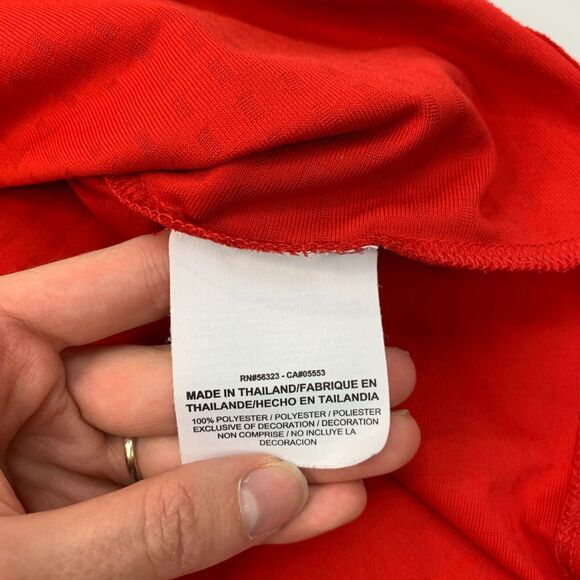 RN#56323 - CA#05553
MADE IN THAILAND/FABRIQUE EN
THAILANDE/HECHO EN TAILANDIA
100% POLYESTER / POLYESTER / POLIESTER
EXCLUSIVE OF DECORATION / DECORATION
NON COMPRISE / NO INCLUYE LA
DECORACION